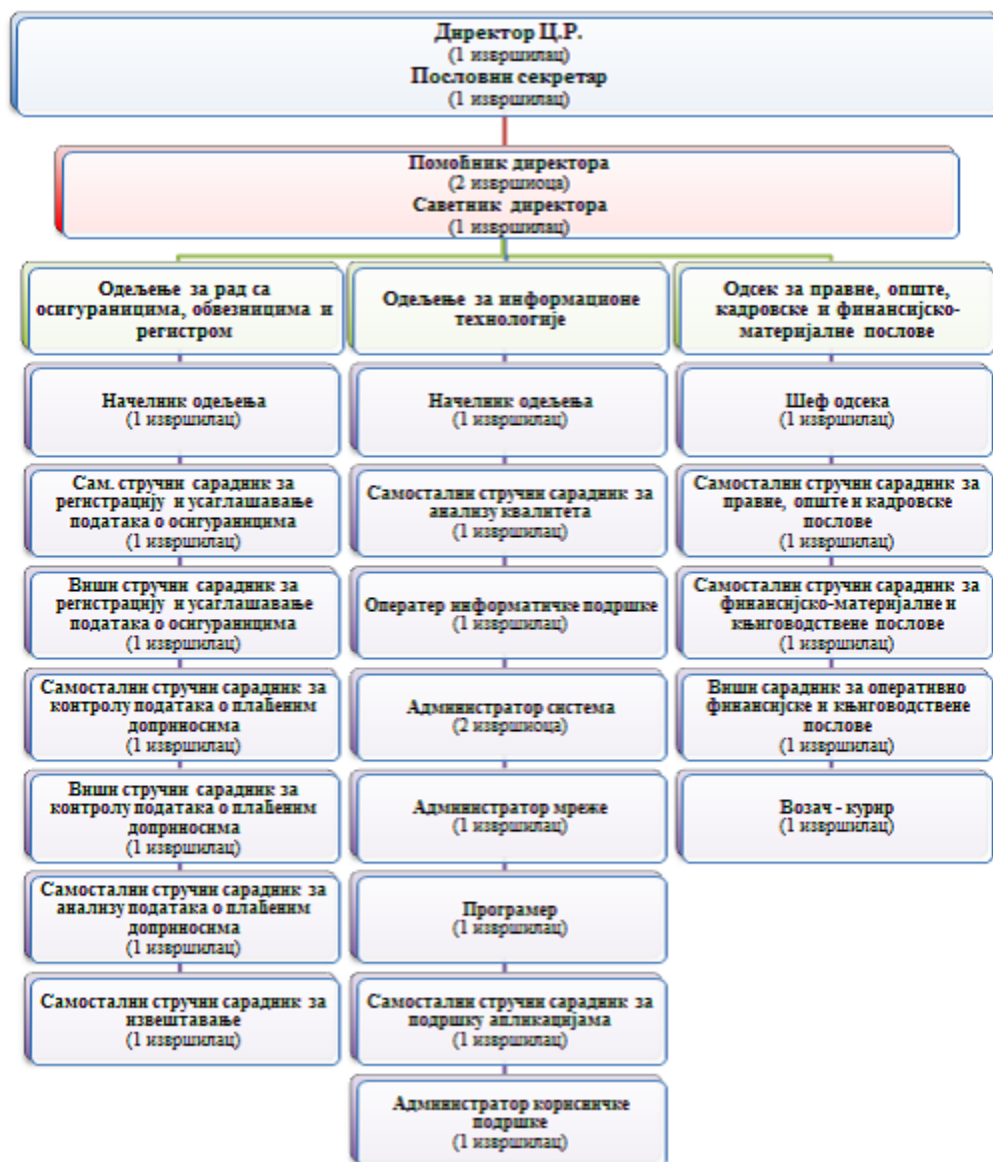 Директор Ц.Р.
(1 извршилац)
Пословни секретар
(1 извршилац)
Помоћник директора
(2 извршиоца)
Саветник директора
(1 извршилац)
Одељење за рад са
осигураницима, обвезницима и
регистром
Начелник одељења
(1 извршилац)
Сам. стручни сарадник за
регистрацију и усаглашавање
података о осигураницима
(1 извршилац)
Виши стручни сарадник за
регистрацију и усаглашавање
података о осигураницима
(1 извршилац)
Самостални стручни сарадник за
контролу података о плаћеним
доприносима
(1 извршилац)
Виши стручни сарадник за
контролу података о плаћеним
доприносима
(1 извршилац)
Самостални стручни сарадник за
анализу података о плаћеним
доприносима
(1 извршилац)
Самостални стручни сарадник за
извештавање
(1 извршилац)
Одељење за информационе
технологије
Начелник одељења
(1 извршилац)
Самостални стручни сарадник за
анализу квалитета
(1 извршилац)
Оператер информатичке подршке
(1 извршилац)
Администратор система
(2 извршиоца)
Администратор мреже
(1 извршилац)
Програмер
(1 извршилац)
Самостални стручни сарадник за
подршку апликацијама
(1 извршилац)
Администратор корисничке
подршке
(1 извршилац)
Одсек за правне, опште,
кадровске и финансијско-
материјалне послове
Шеф одсека
(1 извршилац)
Самостални стручни сарадник за
правне, опште и кадровске
послове
(1 извршилац)
Самостални стручни сарадник за
финансијско-материјалне и
књиговодствене послове
(1 извршилац)
Виши сарадник за оперативно
финансијске и књиговодствене
послове
(1 извршилац)
Возач - курир
(1 извршилац)